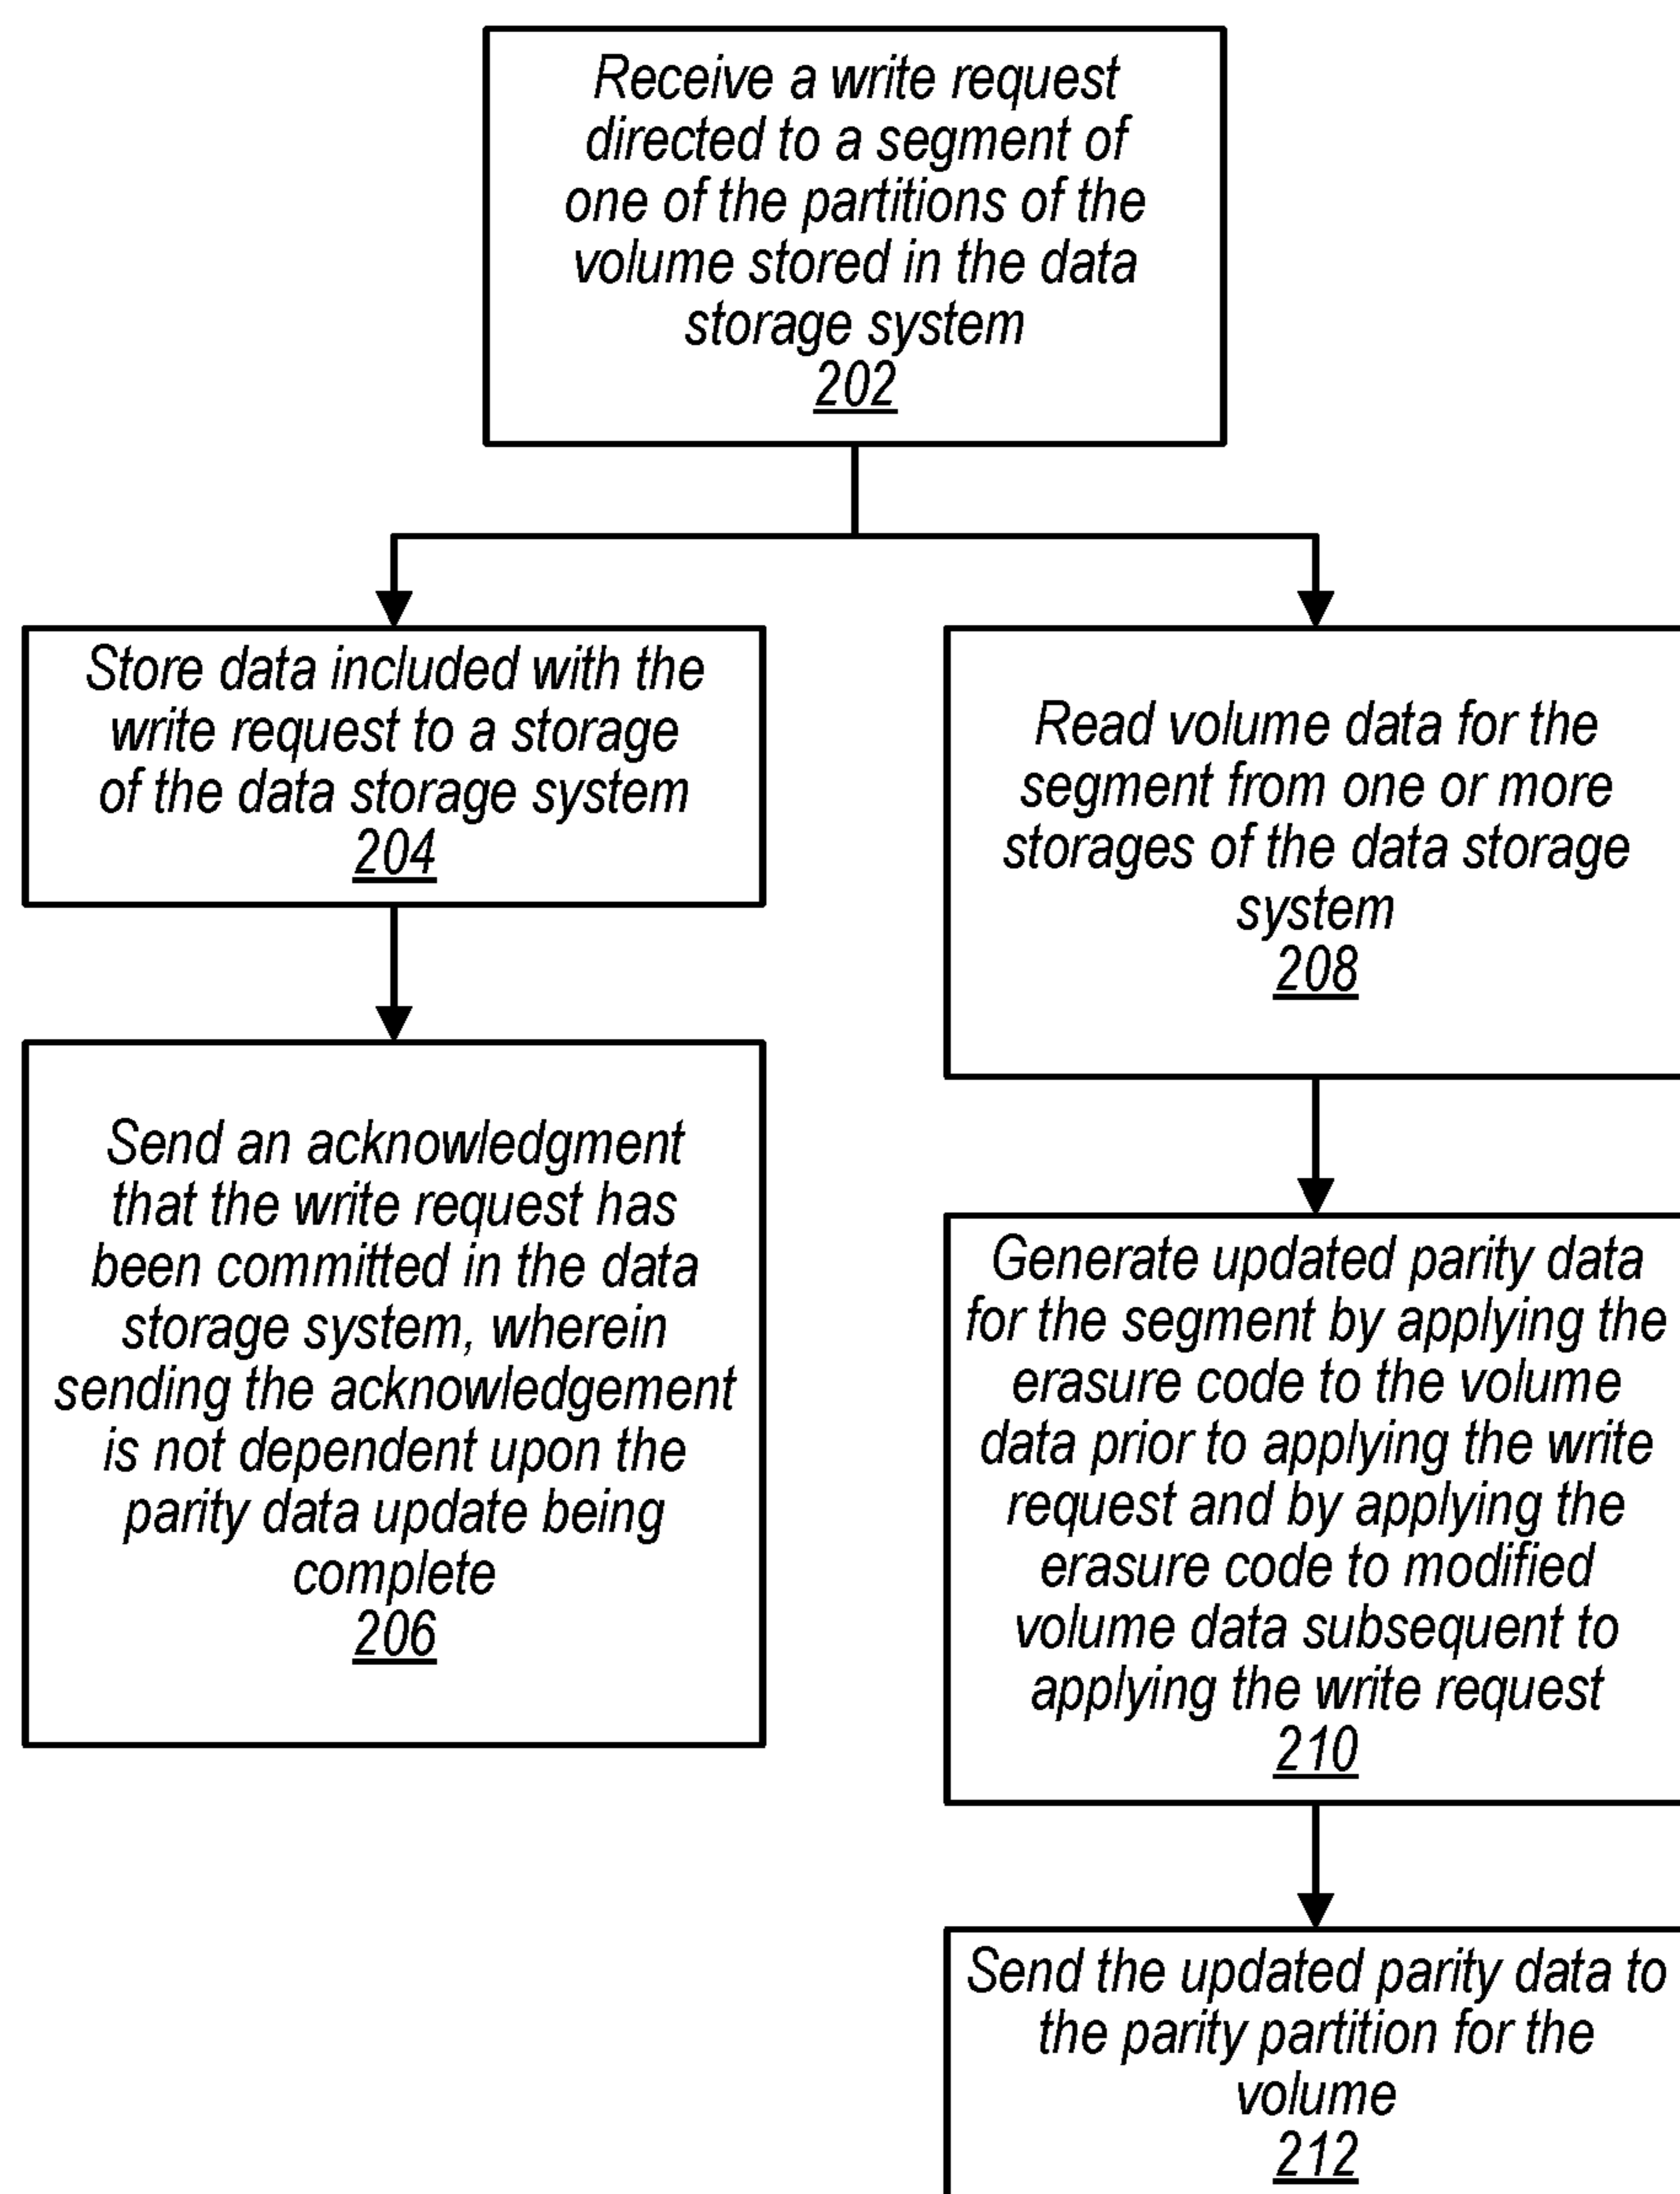 Receive a write request
directed to a segment of
one of the partitions of the
volume stored in the data
storage system
202
Store data included with the
write request to a storage
of the data storage system
204
Send an acknowledgment
that the write request has
been committed in the data
storage system, wherein
sending the acknowledgement
is not dependent upon the
parity data update being
complete
206
Read volume data for the
segment from one or more
storages of the data storage
system
208
Generate updated parity data
for the segment by applying the
erasure code to the volume
data prior to applying the write
request and by applying the
erasure code to modified
volume data subsequent to
applying the write request
210
Send the updated parity data to
the parity partition for the
volume
212